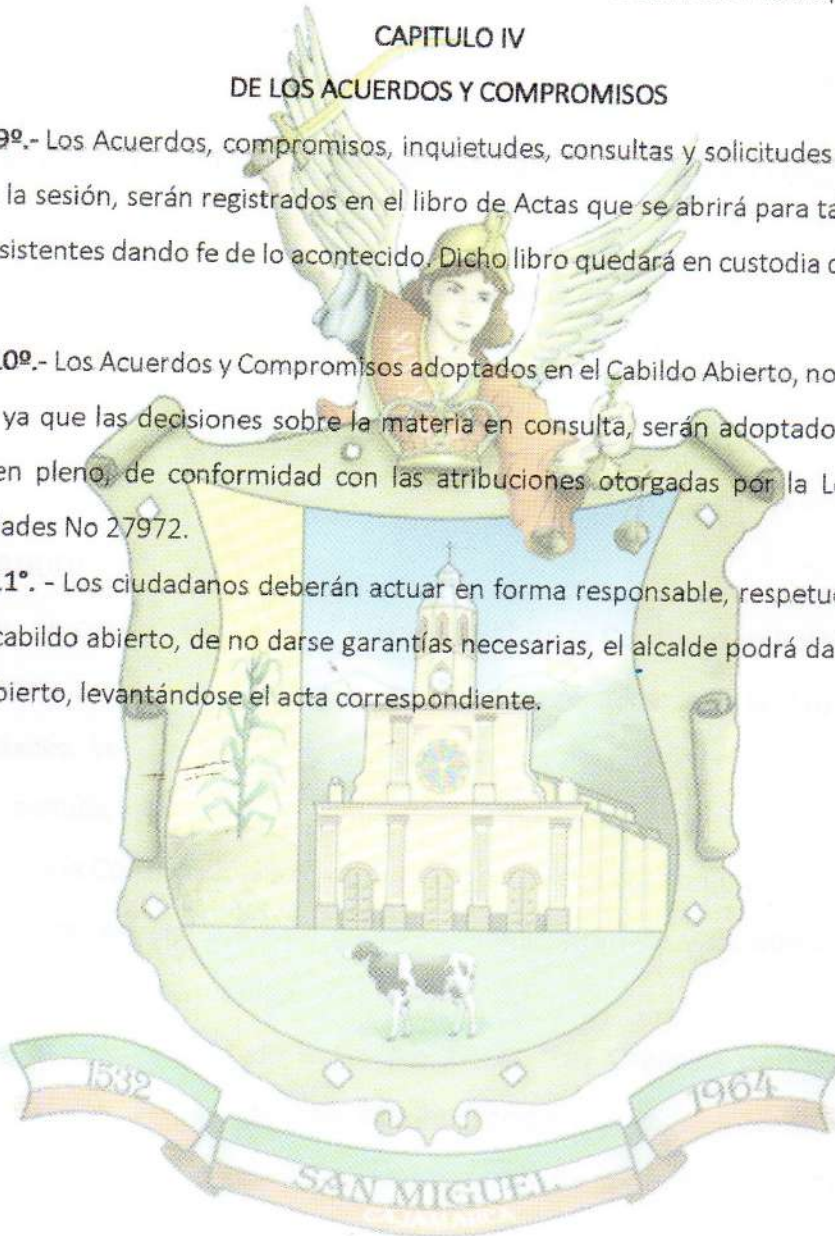 CAPITULO IV
DE LOS ACUERDOS Y COMPROMISOS
9º.- Los Acuerdos, compromisos, inquietudes, consultas y solicitudes
la sesión, serán registrados en el libro de Actas que se abrirá para ta
sistentes dando fe de lo acontecido. Dicho libro quedará en custodia
.0º.- Los Acuerdos y Compromisos adoptados en el Cabildo Abierto, no
ya que las decisiones sobre la materia en consulta, serán adoptado
en pleno, de conformidad con las atribuciones otorgadas por la L
ades No 27972.
.1°. - Los ciudadanos deberán actuar en forma responsable, respetu
cabildo abierto, de no darse garantías necesarias, el alcalde podrá da
bierto, levantándose el acta correspondiente.
1532
1964
SAN MIGUEL
CAJAMARCA